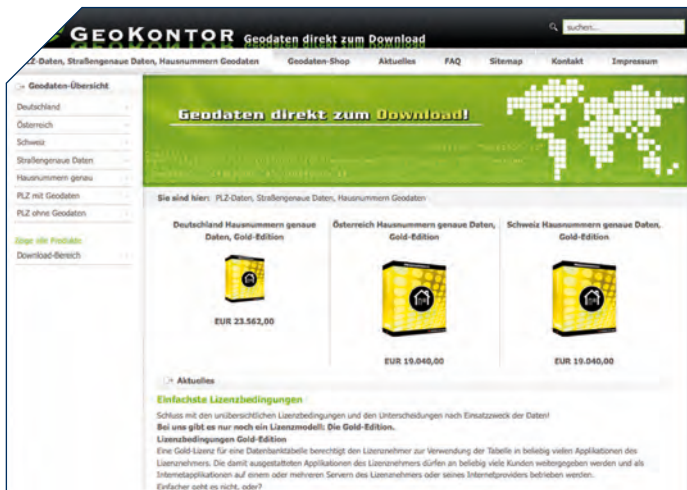 GEOKONTOR Geodaten direkt zum Download
suchen...
Z-Daten, Straßengenaue Daten, Hausnummern Geodaten Geodaten-Shop Aktuelles FAQ Sitemap Kontakt Impressum
Geodaten-Übersicht
Deutschland
Österreich
Schweiz
Straßengenaue Daten
Hausnummern genau
PLZ mit Geodaten
PLZ ohne Geodaten
Zeige alle Produkte
Download-Bereich
Geodaten direkt zum Download!
Sie sind hier: PLZ-Daten, Straßengenaue Daten, Hausnummern Geodaten
Deutschland Hausnummern genaue
Daten, Gold-Edition
EUR 23.562,00
Österreich Hausnummern genaue Daten,
Gold-Edition
EUR 19.040,00
Schweiz Hausnummern genaue Daten,
Gold-Edition
EUR 19.040,00
Aktuelles
Einfachste Lizenzbedingungen
Schluss mit den unübersichtlichen Lizenzbedingungen und den Unterscheidungen nach Einsatzzweck der Daten!
Bei uns gibt es nur noch ein Lizenzmodell: Die Gold-Edition.
Lizenzbedingungen Gold-Edition
Eine Gold-Lizenz für eine Datenbanktabelle berechtigt den Lizenznehmer zur Verwendung der Tabelle in beliebig vielen Applikationen des
Lizenznehmers. Die damit ausgestatteten Applikationen des Lizenznehmers dürfen an beliebig viele Kunden weitergegeben werden und als
Internetapplikationen auf einem oder mehreren Servern des Lizenznehmers oder seines Internetproviders betrieben werden.
Einfacher geht es nicht, oder?